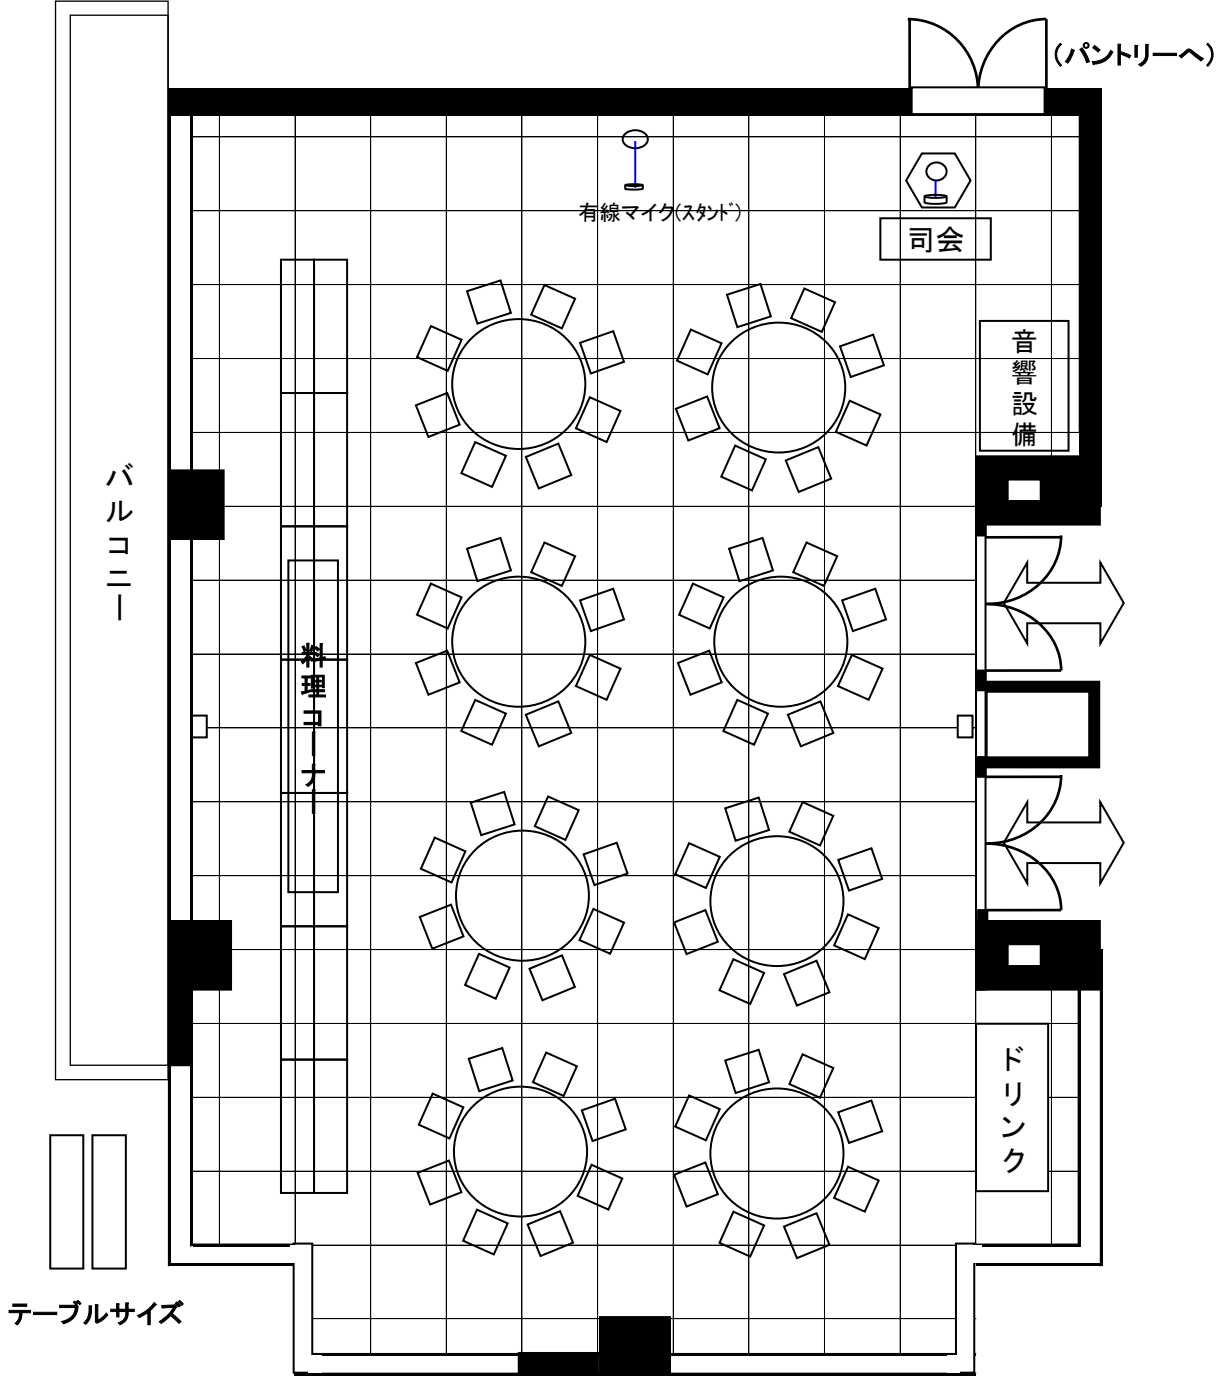 (パントリーへ)
有線マイク(ｽﾀﾝﾄﾞ)
司会
音響設備
バルコニー
料理コーナー
ドリンク
テーブルサイズ